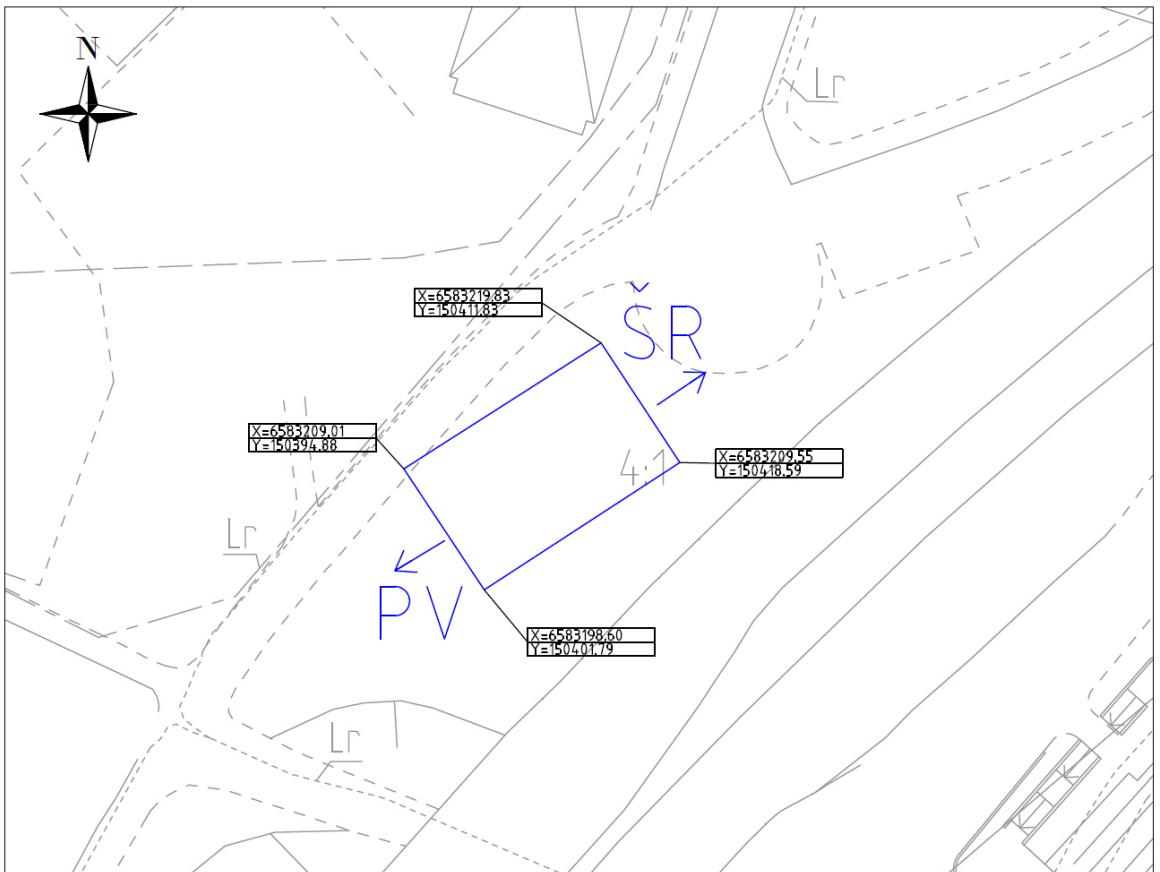 N
Lr
X=6583219.83
Y=150411.83
ŠR
X=6583209.01
Y=150394.88
4:1
X=6583209.55
Y=150418.59
Lr
PV
X=6583198.60
Y=150401.79
Lr